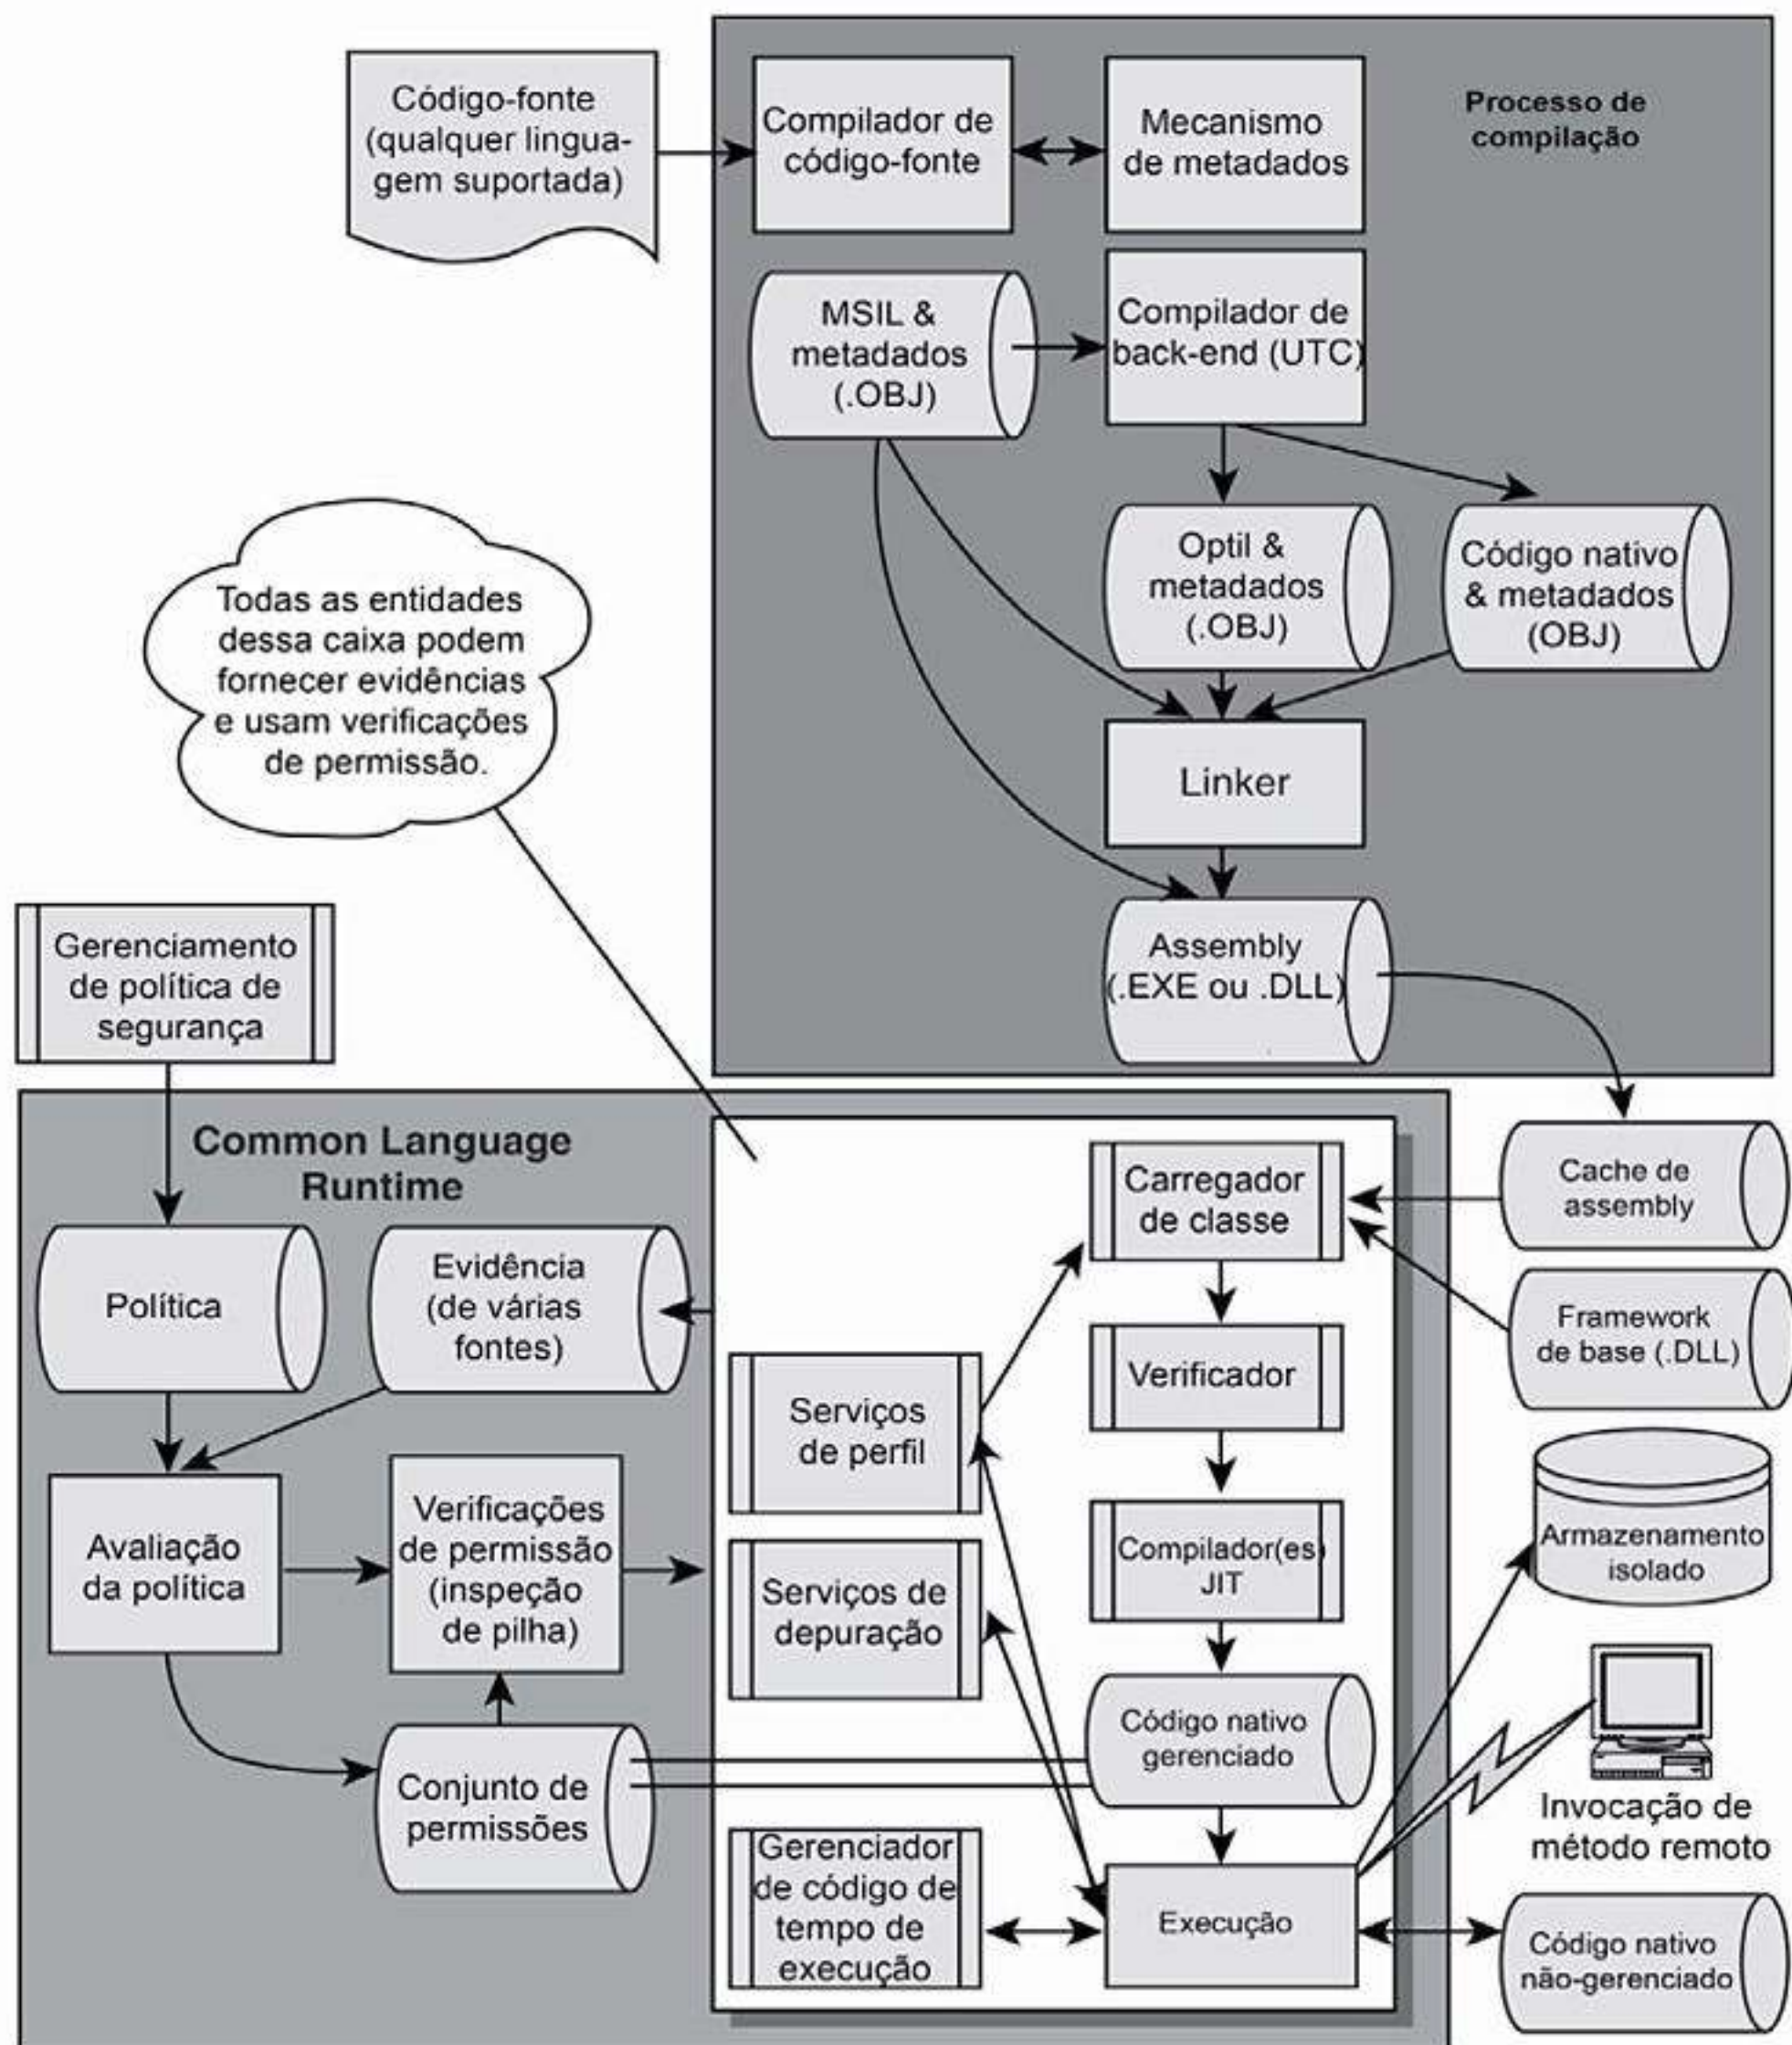 Código-fonte
(qualquer lingua-
gem suportada)
Compilador de
código-fonte
Mecanismo
de metadados
Processo de
compilação
MSIL &
metadados
(.OBJ)
Compilador de
back-end (UTC)
Optil &
metadados
(.OBJ)
Código nativo
& metadados
(OBJ)
Todas as entidades
dessa caixa podem
fornecer evidências
e usam verificações
de permissão.
Linker
Assembly
(.EXE ou .DLL)
Gerenciamento
de política de
segurança
Common Language
Runtime
Carregador
de classe
Cache de
assembly
Política
Evidência
(de várias
fontes)
Framework
de base (.DLL)
Verificador
Serviços
de perfil
Avaliação
da política
Verificações
de permissão
(inspeção
de pilha)
Compilador(es)
JIT
Armazenamento
isolado
Serviços de
depuração
Código nativo
gerenciado
Conjunto de
permissões
Invocação de
método remoto
Gerenciador
de código de
tempo de
execução
Execução
Código nativo
não-gerenciado